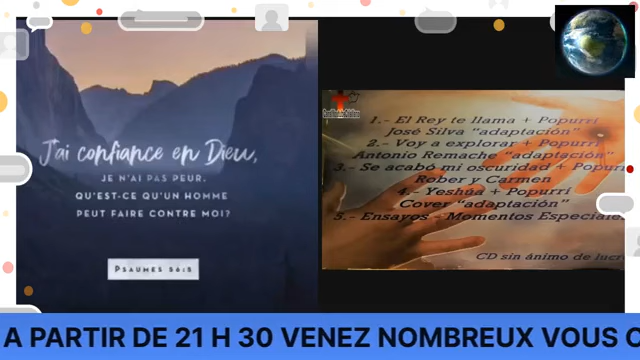 J'ai confiance en Dieu,
JE N'AI PAS PEUR.
QU'EST-CE QU'UN HOMME
PEUT FAIRE CONTRE MOI?
PSAUMES 56:5
1.- El Rey te llama + Popurri
José Silva "adaptación"
2.- Voy a explorar + Popurri
Antonio Remache "adaptación"
3.- Se acabó mi oscuridad + Popurri
Rober y Carmen
4.- Yeshúa + Popurri
Cover "adaptación"
5.- Ensayos - Momentos Especiale
CD sin ánimo de lucr
A PARTIR DE 21 H 30 VENEZ NOMBREUX VOUS